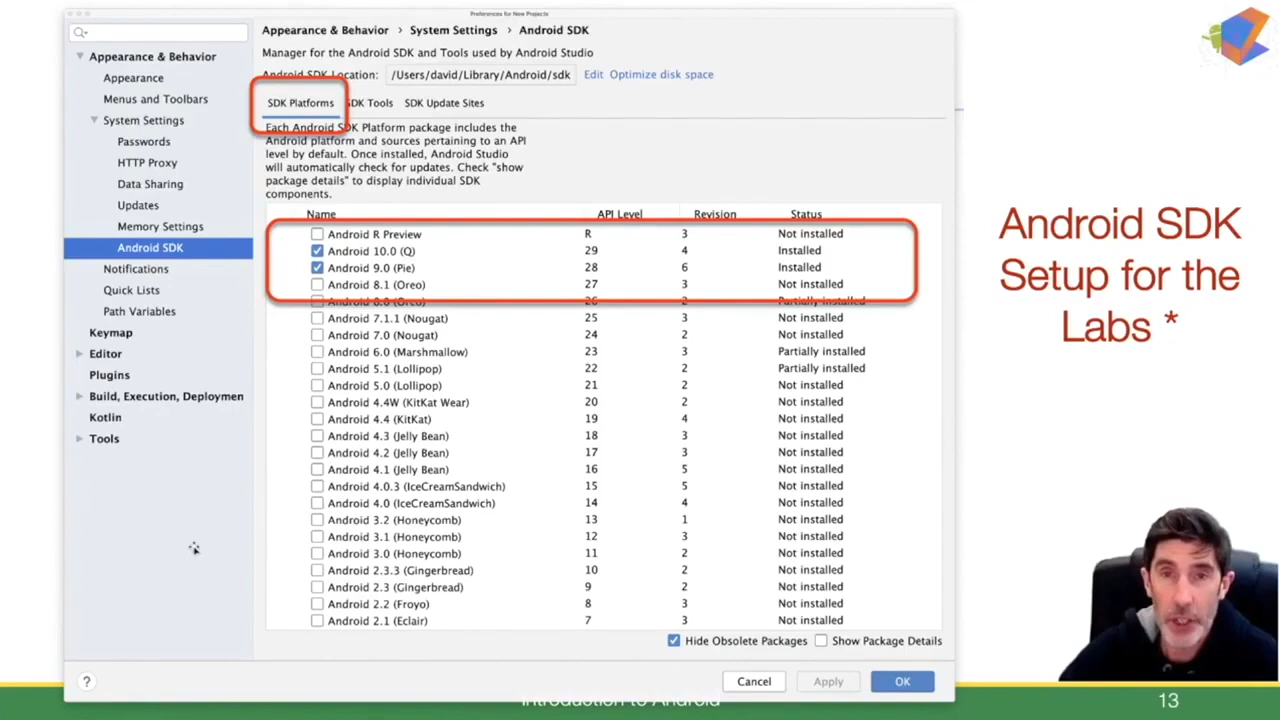 Preferences for New Projects
Appearance & Behavior
Appearance
Menus and Toolbars
System Settings
Passwords
HTTP Proxy
Data Sharing
Updates
Memory Settings
Android SDK
Notifications
Quick Lists
Path Variables
Keymap
Editor
Plugins
Build, Execution, Deploymen
Kotlin
Tools
Appearance & Behavior › System Settings › Android SDK
Manager for the Android SDK and Tools used by Android Studio
Android SDK Location: /Users/david/Library/Android/sdk Edit Optimize disk space
SDK Platforms SDK Tools SDK Update Sites
Each Android SDK Platform package includes the
Android platform and sources pertaining to an API
level by default. Once installed, Android Studio
will automatically check for updates. Check "show
package details" to display individual SDK
components.
Name API Level Revision Status
Android R Preview R 3 Not installed
Android 10.0 (Q) 29 4 Installed
Android 9.0 (Pie) 28 6 Installed
Android 8.1 (Oreo) 27 3 Not installed
Android 8.0 (Oreo) 26 2 Partially installed
Android 7.1.1 (Nougat) 25 3 Not installed
Android 7.0 (Nougat) 24 2 Not installed
Android 6.0 (Marshmallow) 23 3 Partially installed
Android 5.1 (Lollipop) 22 2 Partially installed
Android 5.0 (Lollipop) 21 2 Not installed
Android 4.4W (KitKat Wear) 20 2 Not installed
Android 4.4 (KitKat) 19 4 Not installed
Android 4.3 (Jelly Bean) 18 3 Not installed
Android 4.2 (Jelly Bean) 17 3 Not installed
Android 4.1 (Jelly Bean) 16 5 Not installed
Android 4.0.3 (IceCreamSandwich) 15 5 Not installed
Android 4.0 (IceCreamSandwich) 14 4 Not installed
Android 3.2 (Honeycomb) 13 1 Not installed
Android 3.1 (Honeycomb) 12 3 Not installed
Android 3.0 (Honeycomb) 11 2 Not installed
Android 2.3.3 (Gingerbread) 10 2 Not installed
Android 2.3 (Gingerbread) 9 2 Not installed
Android 2.2 (Froyo) 8 3 Not installed
Android 2.1 (Eclair) 7 3 Not installed
Hide Obsolete Packages Show Package Details
? Cancel Apply OK
Android SDK
Setup for the
Labs *
Introduction to Android
13